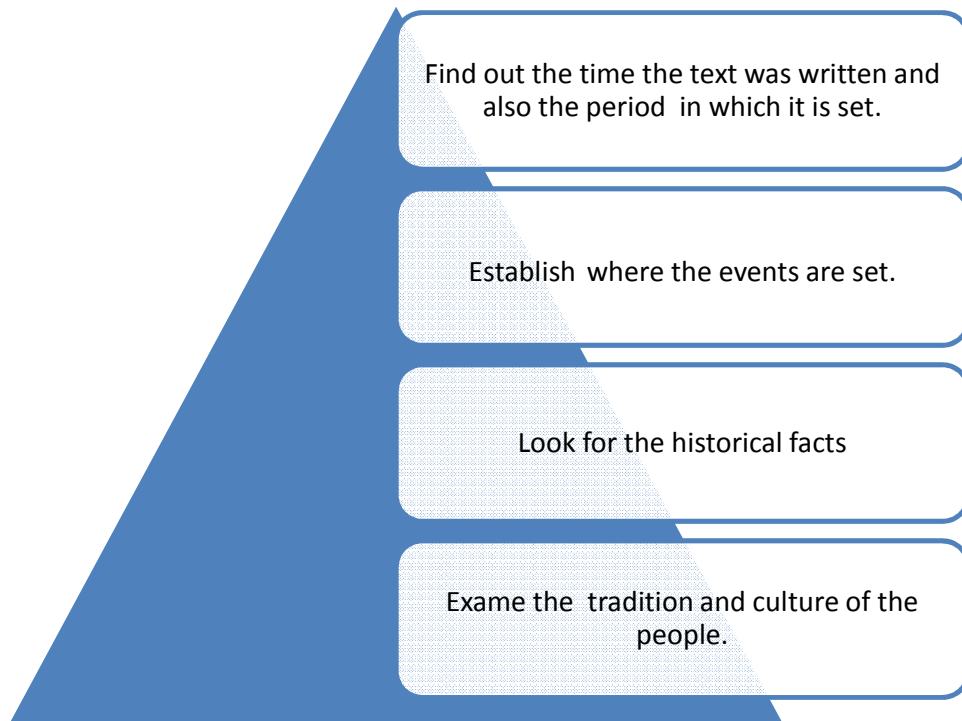 Find out the time the text was written and
also the period in which it is set.
Establish where the events are set.
Look for the historical facts
Exame the tradition and culture of the
people.